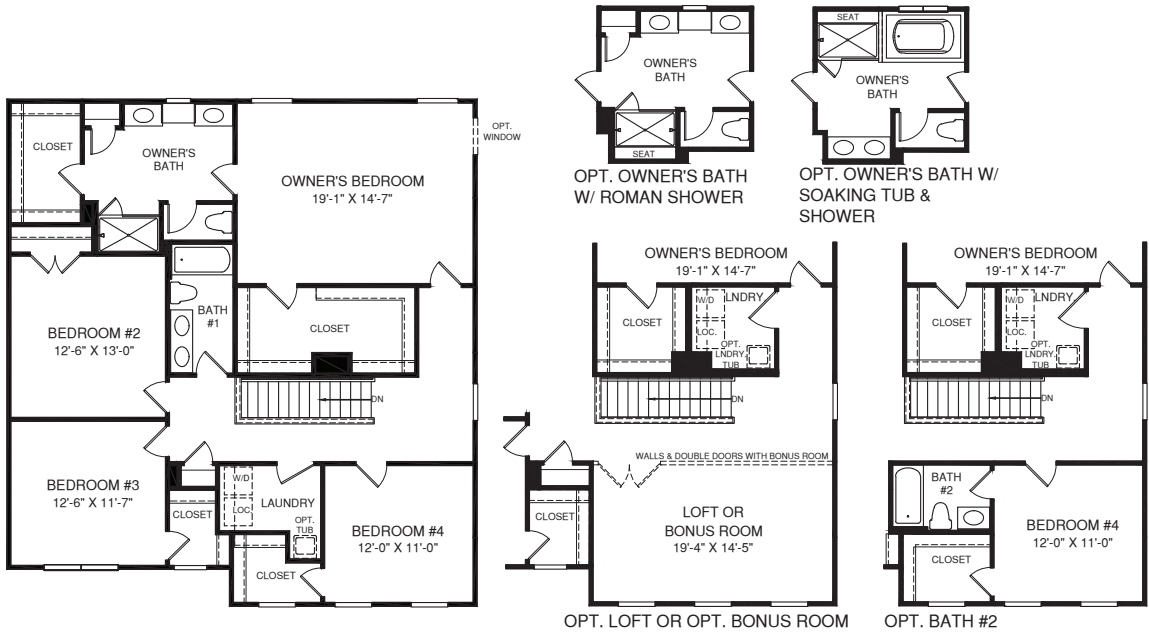 CLOSET
OWNER'S
BATH
OWNER'S BEDROOM
19'-1" X 14'-7"
OPT.
WINDOW
BEDROOM #2
12'-6" X 13'-0"
BATH
#1
CLOSET
DN
BEDROOM #3
12'-6" X 11'-7"
CLOSET
W/D
LOC.
LAUNDRY
OPT.
TUB
CLOSET
BEDROOM #4
12'-0" X 11'-0"
OWNER'S
BATH
SEAT
OPT. OWNER'S BATH
W/ ROMAN SHOWER
SEAT
OWNER'S
BATH
OPT. OWNER'S BATH W/
SOAKING TUB &
SHOWER
OWNER'S BEDROOM
19'-1" X 14'-7"
CLOSET
W/D
LNDRY.
LOC.
OPT.
LNDRY.
TUB
DN
WALLS & DOUBLE DOORS WITH BONUS ROOM
CLOSET
LOFT OR
BONUS ROOM
19'-4" X 14'-5"
OPT. LOFT OR OPT. BONUS ROOM
OWNER'S BEDROOM
19'-1" X 14'-7"
CLOSET
W/D
LNDRY.
LOC.
OPT.
LNDRY.
TUB
DN
BATH
#2
BEDROOM #4
12'-0" X 11'-0"
CLOSET
OPT. BATH #2